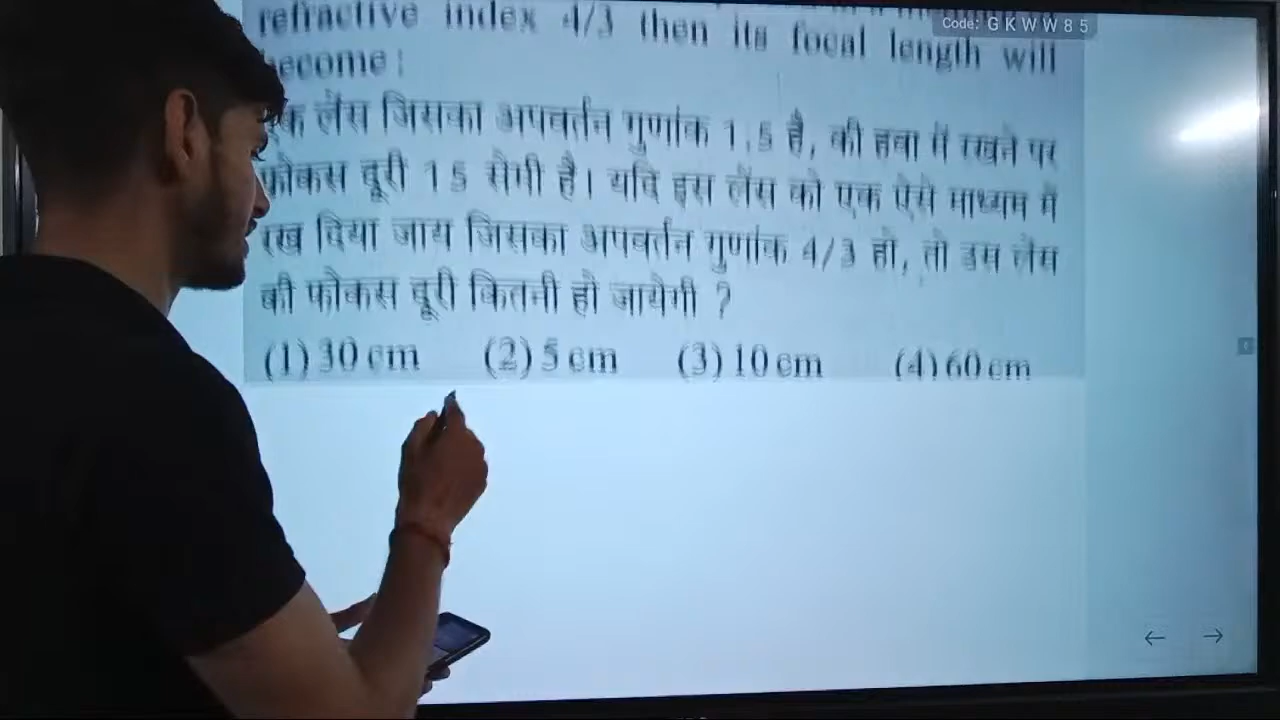 refractive index 4/3 then its focal length will
Code: GKWW85
become :
एक लेंस जिसका अपवर्तन गुणांक 1.5 है, की हवा में रखने पर
फोकस दूरी 15 सेमी है। यदि इस लेंस को एक ऐसे माध्यम में
रख दिया जाय जिसका अपवर्तन गुणांक 4/3 हो, तो उस लेंस
की फोकस दूरी कितनी हो जायेगी ?
(1) 30 cm (2) 5 cm (3) 10 cm (4) 60 cm